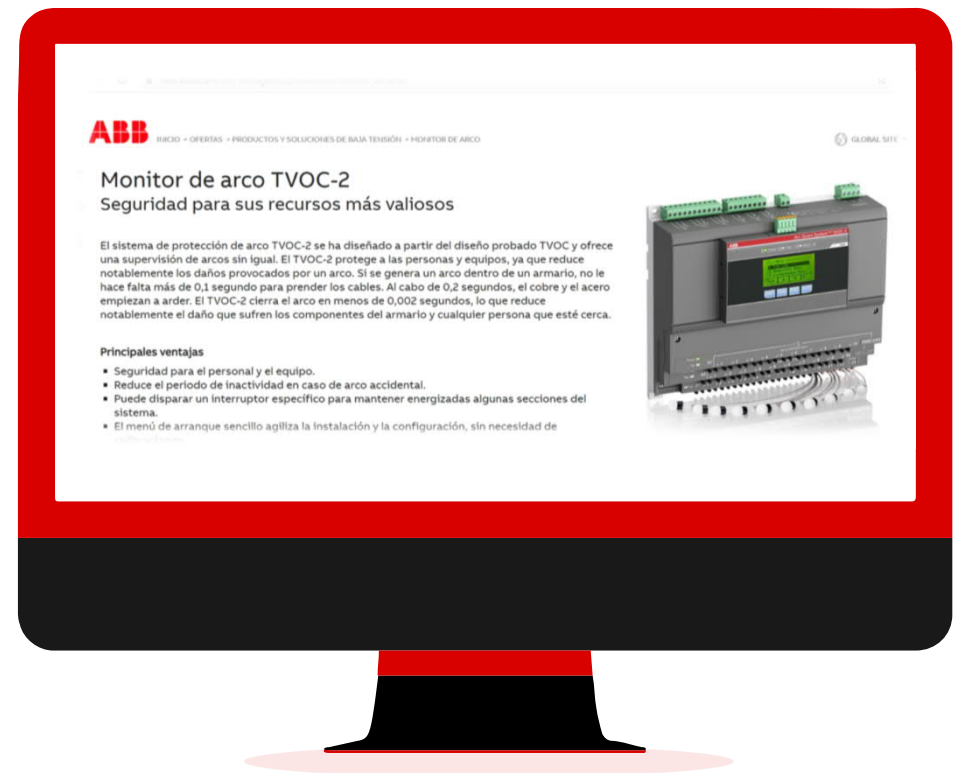 ABB INICIO → OFERTAS → PRODUCTOS Y SOLUCIONES DE BAJA TENSIÓN → MONITOR DE ARCO
GLOBAL SITE
Monitor de arco TVOC-2
Seguridad para sus recursos más valiosos
El sistema de protección de arco TVOC-2 se ha diseñado a partir del diseño probado TVOC y ofrece
una supervisión de arcos sin igual. El TVOC-2 protege a las personas y equipos, ya que reduce
notablemente los daños provocados por un arco. Si se genera un arco dentro de un armario, no le
hace falta más de 0,1 segundo para prender los cables. Al cabo de 0,2 segundos, el cobre y el acero
empiezan a arder. El TVOC-2 cierra el arco en menos de 0,002 segundos, lo que reduce
notablemente el daño que sufren los componentes del armario y cualquier persona que esté cerca.
Principales ventajas
▪ Seguridad para el personal y el equipo.
▪ Reduce el periodo de inactividad en caso de arco accidental.
▪ Puede disparar un interruptor específico para mantener energizadas algunas secciones del
sistema.
▪ El menú de arranque sencillo agiliza la instalación y la configuración, sin necesidad de
ABB